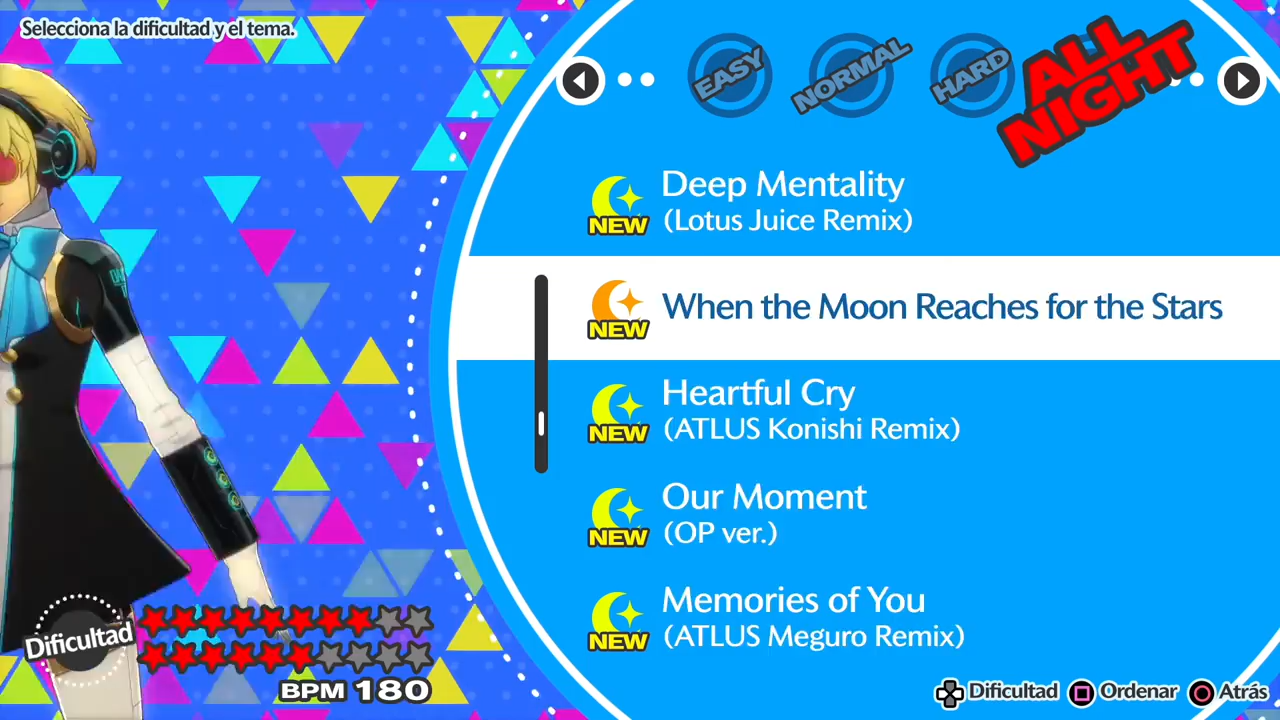 Selecciona la dificultad y el tema.
EASY
NORMAL
HARD
ALL
NIGHT
NEW
Deep Mentality
(Lotus Juice Remix)
NEW
When the Moon Reaches for the Stars
NEW
Heartful Cry
(ATLUS Konishi Remix)
NEW
Our Moment
(OP ver.)
NEW
Memories of You
(ATLUS Meguro Remix)
Dificultad
BPM 180
Dificultad
Ordenar
Atrás